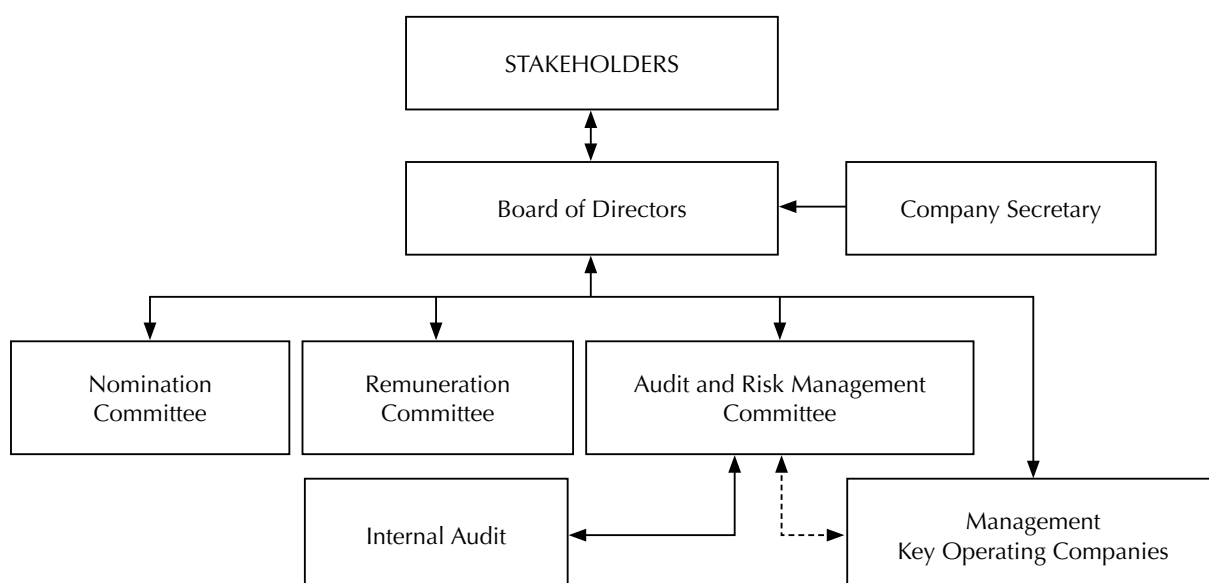 STAKEHOLDERS
Board of Directors
Company Secretary
Nomination
Committee
Remuneration
Committee
Audit and Risk Management
Committee
Internal Audit
Management
Key Operating Companies